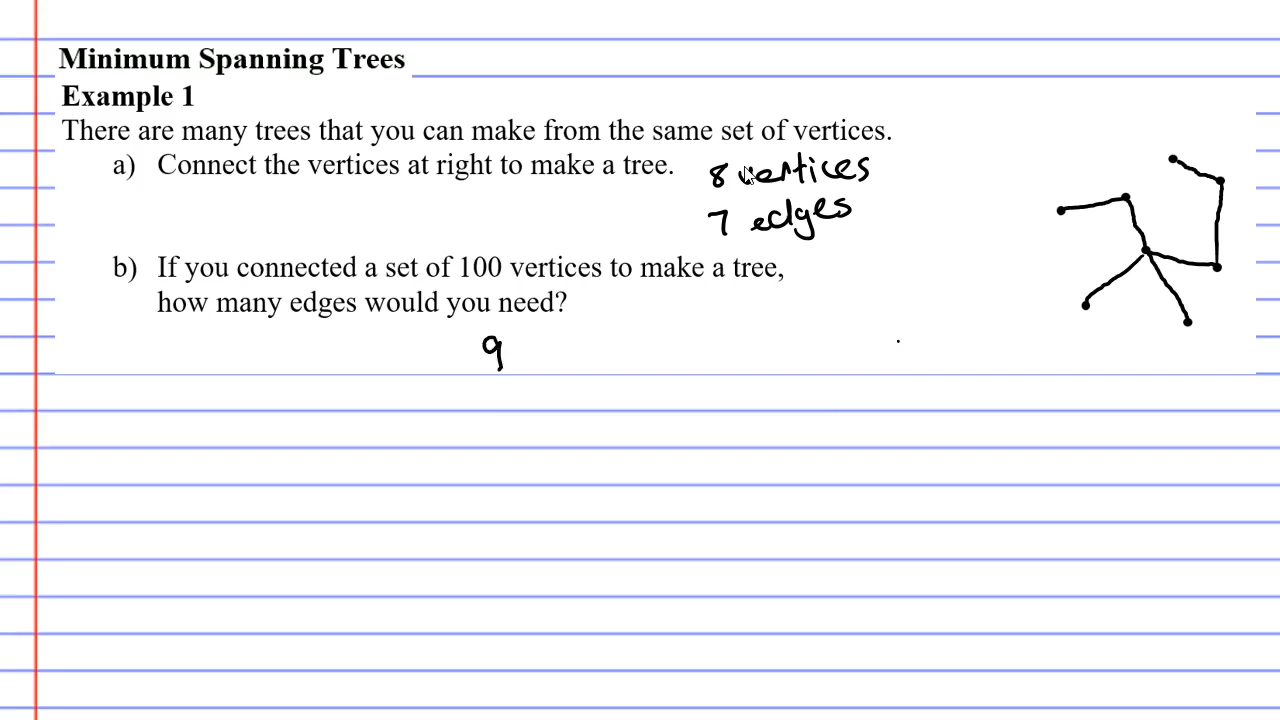 Minimum Spanning Trees
Example 1
There are many trees that you can make from the same set of vertices.
a) Connect the vertices at right to make a tree. 8 vertices
7 edges
b) If you connected a set of 100 vertices to make a tree,
how many edges would you need?
9